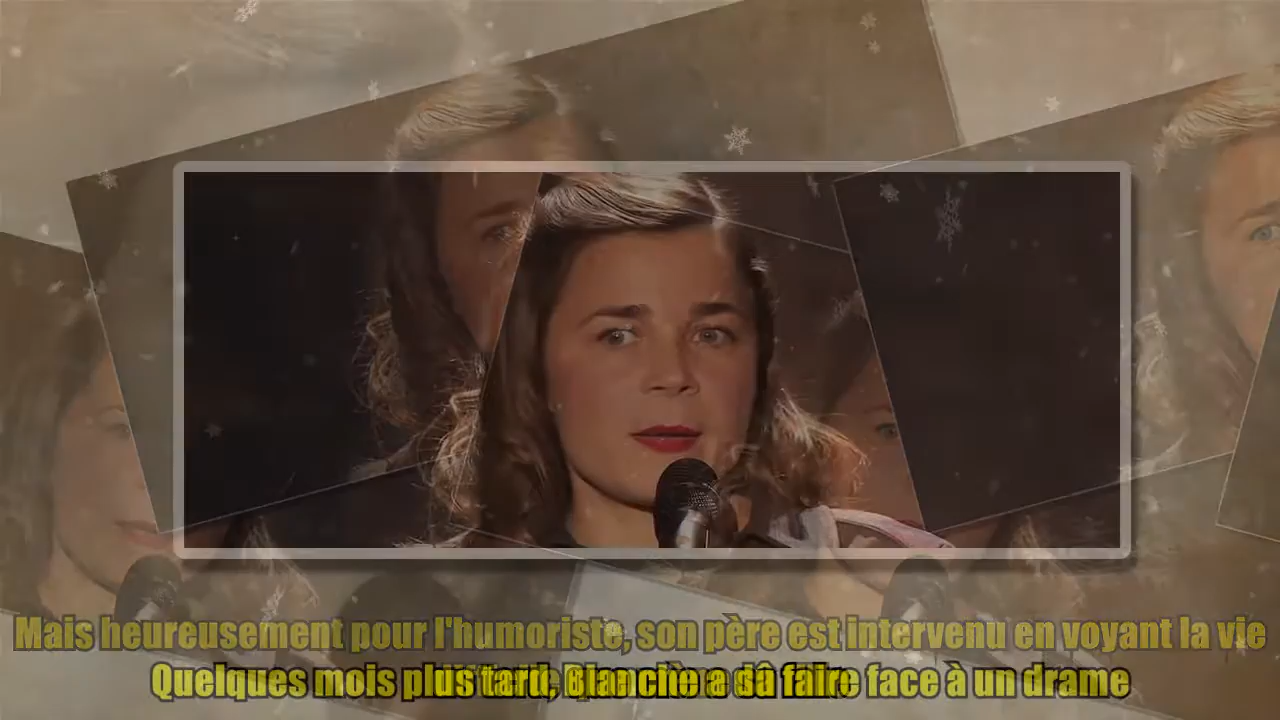 Mais heureusement pour l'humoriste, son père est intervenu en voyant la vie
Quelques mois plus tard, Blanche a dû faire face à un drame